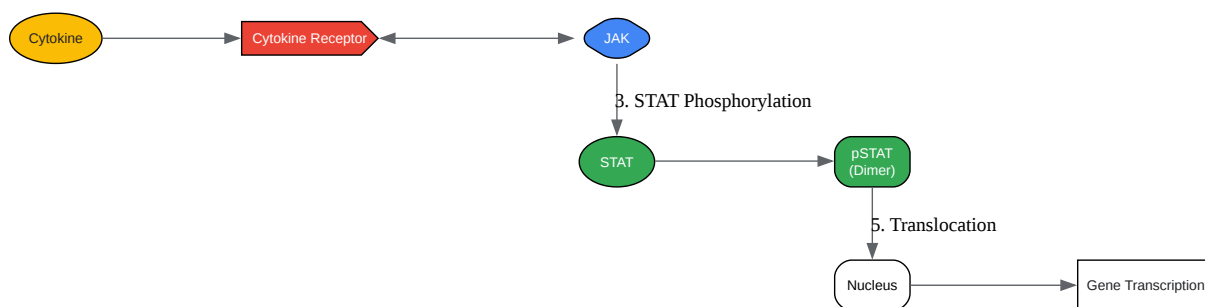 Cytokine
Cytokine Receptor
JAK
3. STAT Phosphorylation
STAT
pSTAT
(Dimer)
5. Translocation
Nucleus
Gene Transcription